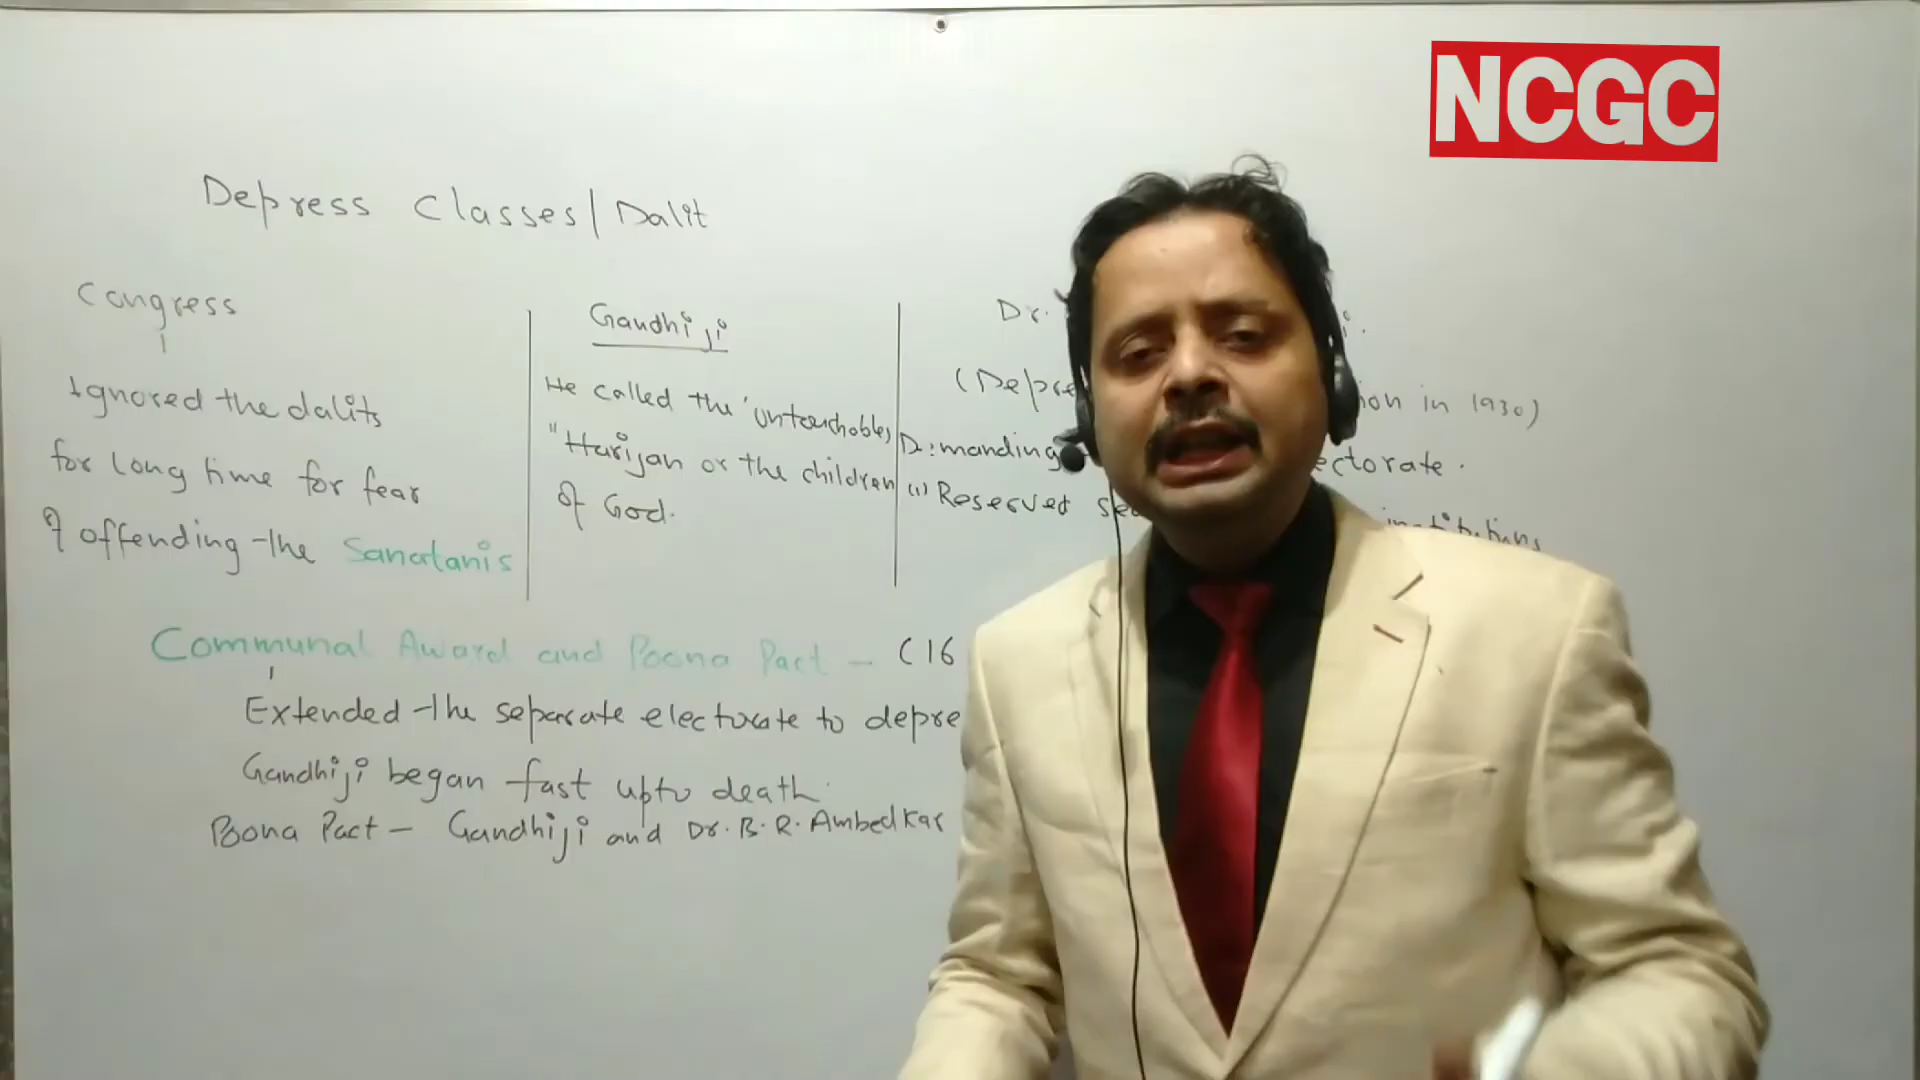 NCGC
Depress Classes/Dalit
Congress
Ignored the dalits
for long time for fear
of offending the Sanatanis
Gandhiji
He called the 'untouchables
"Harijan or the children
of God.
Dr.
(Depre
ion in 1930)
D:manding
ectorate.
(1) Reserved
Communal Award and Poona Pact - (16
Extended the separate electorate to depre
Gandhiji began fast upto death.
Poona Pact - Gandhiji and Dr. B. R. Ambedkar